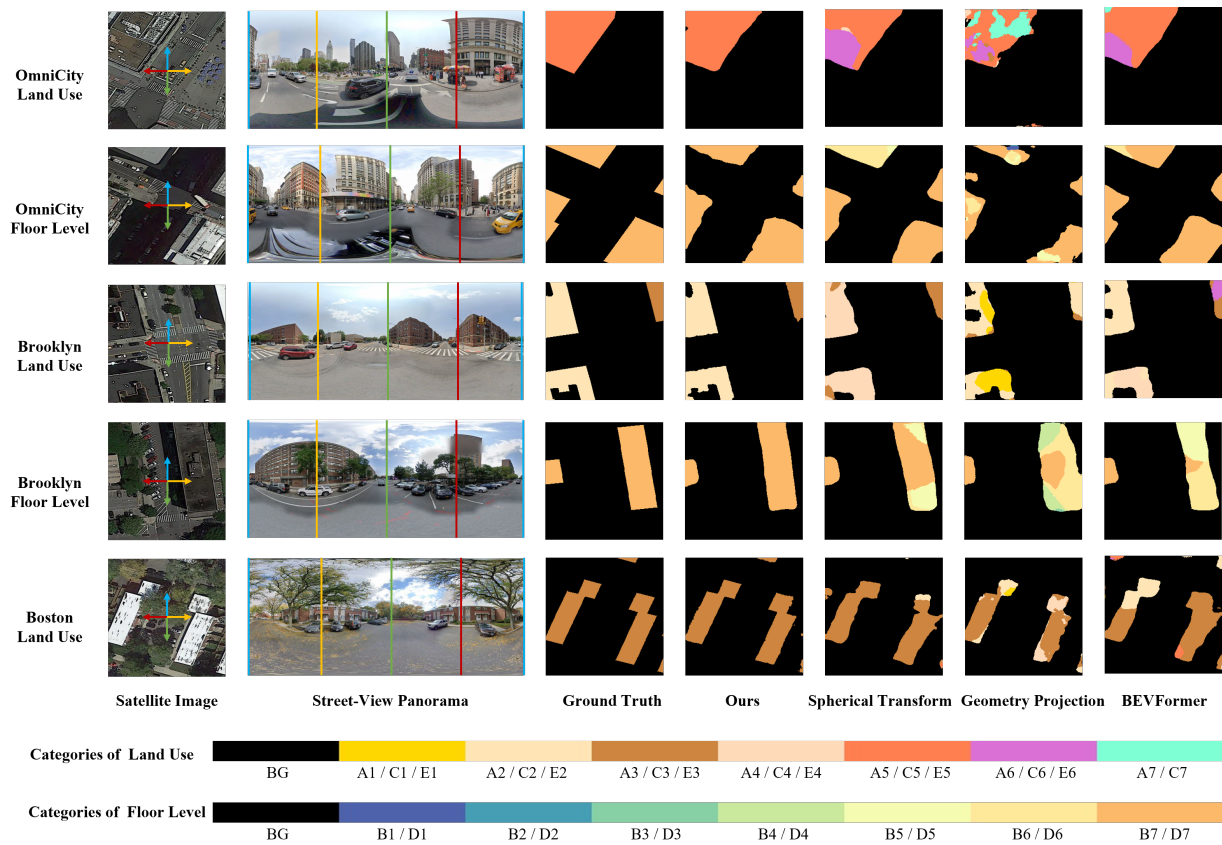 OmniCity
Land Use
OmniCity
Floor Level
Brooklyn
Land Use
Brooklyn
Floor Level
Boston
Land Use
Satellite Image
Street-View Panorama
Ground Truth
Ours
Spherical Transform
Geometry Projection
BEVFormer
Categories of Land Use
BG
A1 / C1 / E1
A2 / C2 / E2
A3 / C3 / E3
A4 / C4 / E4
A5 / C5 / E5
A6 / C6 / E6
A7 / C7
Categories of Floor Level
BG
B1 / D1
B2 / D2
B3 / D3
B4 / D4
B5 / D5
B6 / D6
B7 / D7